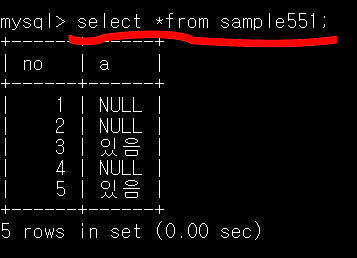 mysql> select *from sample551;
+------+------+
| no | a |
+------+------+
| 1 | NULL |
| 2 | NULL |
| 3 | 있음 |
| 4 | NULL |
| 5 | 있음 |
+------+------+
5 rows in set (0.00 sec)